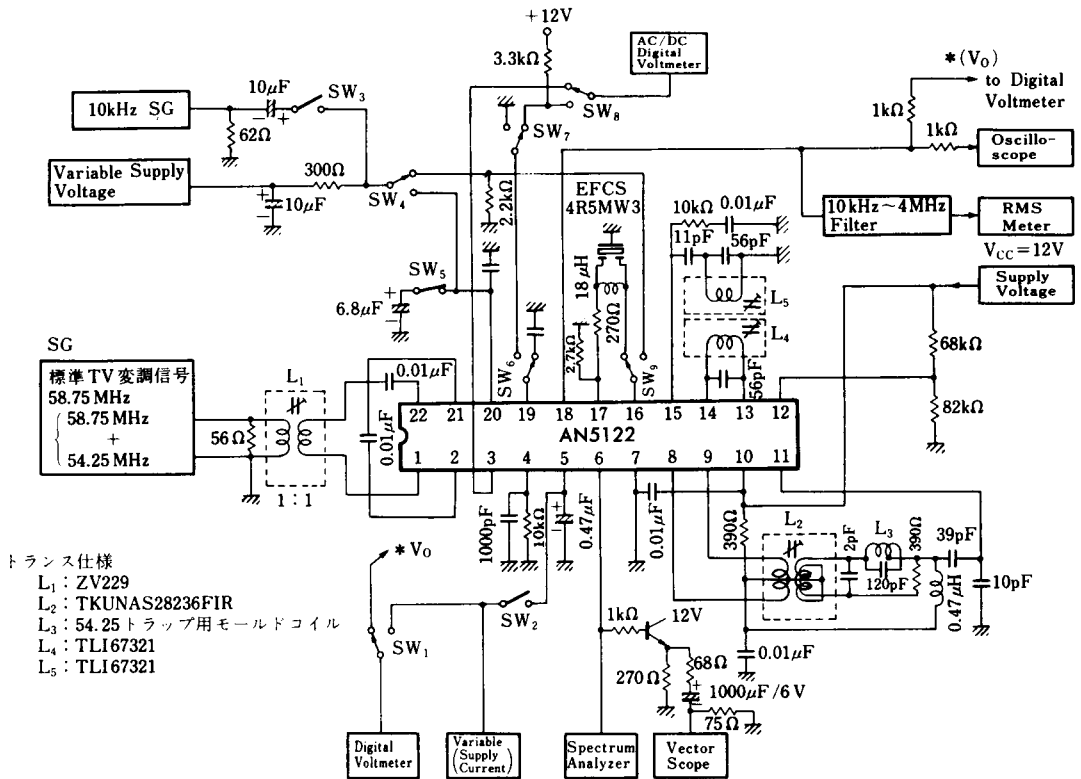 +12V
3.3kΩ
AC/DC
Digital
Voltmeter
*(V₀)
to Digital
Voltmeter
1kΩ
1kΩ
Oscillo-
scope
10kHz SG
10μF
− +
SW₃
62Ω
SW₇
SW₈
Variable Supply
Voltage
+
−
10μF
300Ω
SW₄
2.2kΩ
EFCS
4R5MW3
10kΩ
0.01μF
11pF
56pF
10kHz~4MHz
Filter
RMS
Meter
V_CC=12V
Supply
Voltage
SW₅
+
−
6.8μF
18μH
270Ω
2.7kΩ
L₅
L₄
56pF
68kΩ
82kΩ
SW₆
SW₉
SG
標準TV変調信号
58.75MHz
58.75MHz
+
54.25MHz
56Ω
L₁
1:1
0.01μF
0.01μF
22 21 20 19 18 17 16 15 14 13 12
AN5122
1 2 3 4 5 6 7 8 9 10 11
1000pF
10kΩ
+
−
0.47μF
0.01μF
390Ω
L₂
2pF
L₃
120pF
390Ω
39pF
0.47μH
10pF
トランス仕様
L₁:ZV229
L₂:TKUNAS28236FIR
L₃:54.25トラップ用モールドコイル
L₄:TLI67321
L₅:TLI67321
*V₀
SW₁
SW₂
1kΩ
12V
270Ω
68Ω
+
−
1000μF/6V
75Ω
0.01μF
Digital
Voltmeter
Variable
(Supply
Current)
Spectrum
Analyzer
Vector
Scope